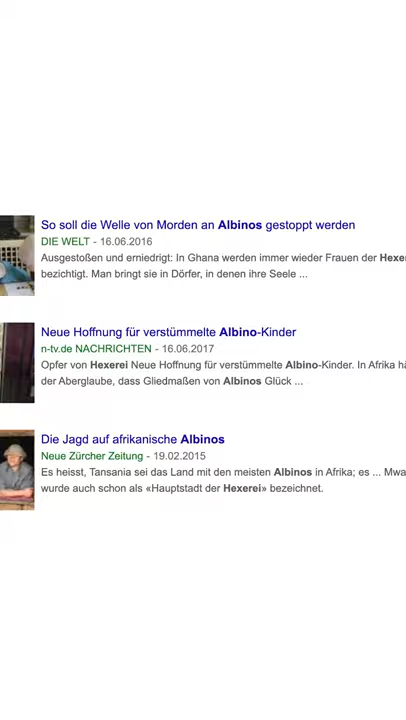 So soll die Welle von Morden an Albinos gestoppt werden
DIE WELT - 16.06.2016
Ausgestoßen und erniedrigt: In Ghana werden immer wieder Frauen der Hexe
bezichtigt. Man bringt sie in Dörfer, in denen ihre Seele ...
Neue Hoffnung für verstümmelte Albino-Kinder
n-tv.de NACHRICHTEN - 16.06.2017
Opfer von Hexerei Neue Hoffnung für verstümmelte Albino-Kinder. In Afrika hä
der Aberglaube, dass Gliedmaßen von Albinos Glück ...
Die Jagd auf afrikanische Albinos
Neue Zürcher Zeitung - 19.02.2015
Es heisst, Tansania sei das Land mit den meisten Albinos in Afrika; es ... Mwa
wurde auch schon als «Hauptstadt der Hexerei» bezeichnet.